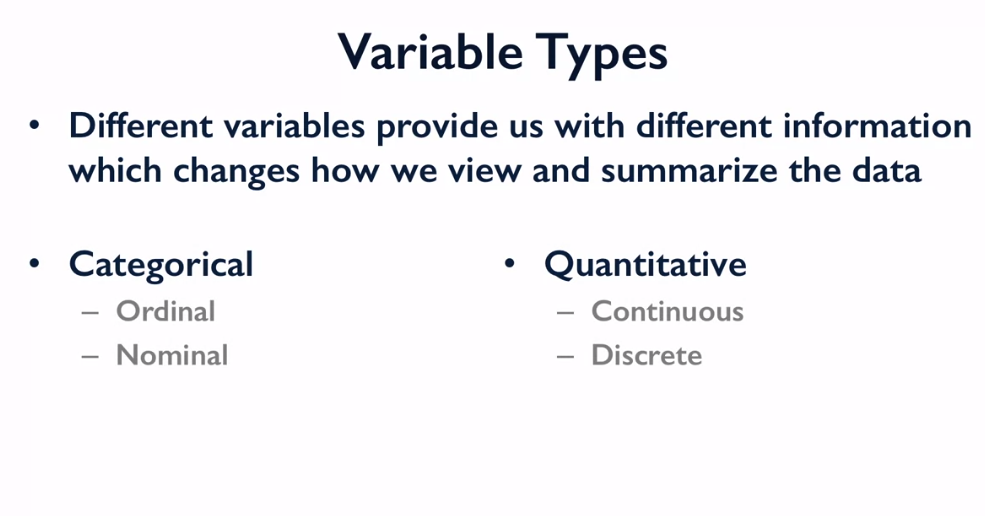 Variable Types
• Different variables provide us with different information
which changes how we view and summarize the data
• Categorical
– Ordinal
– Nominal
• Quantitative
– Continuous
– Discrete